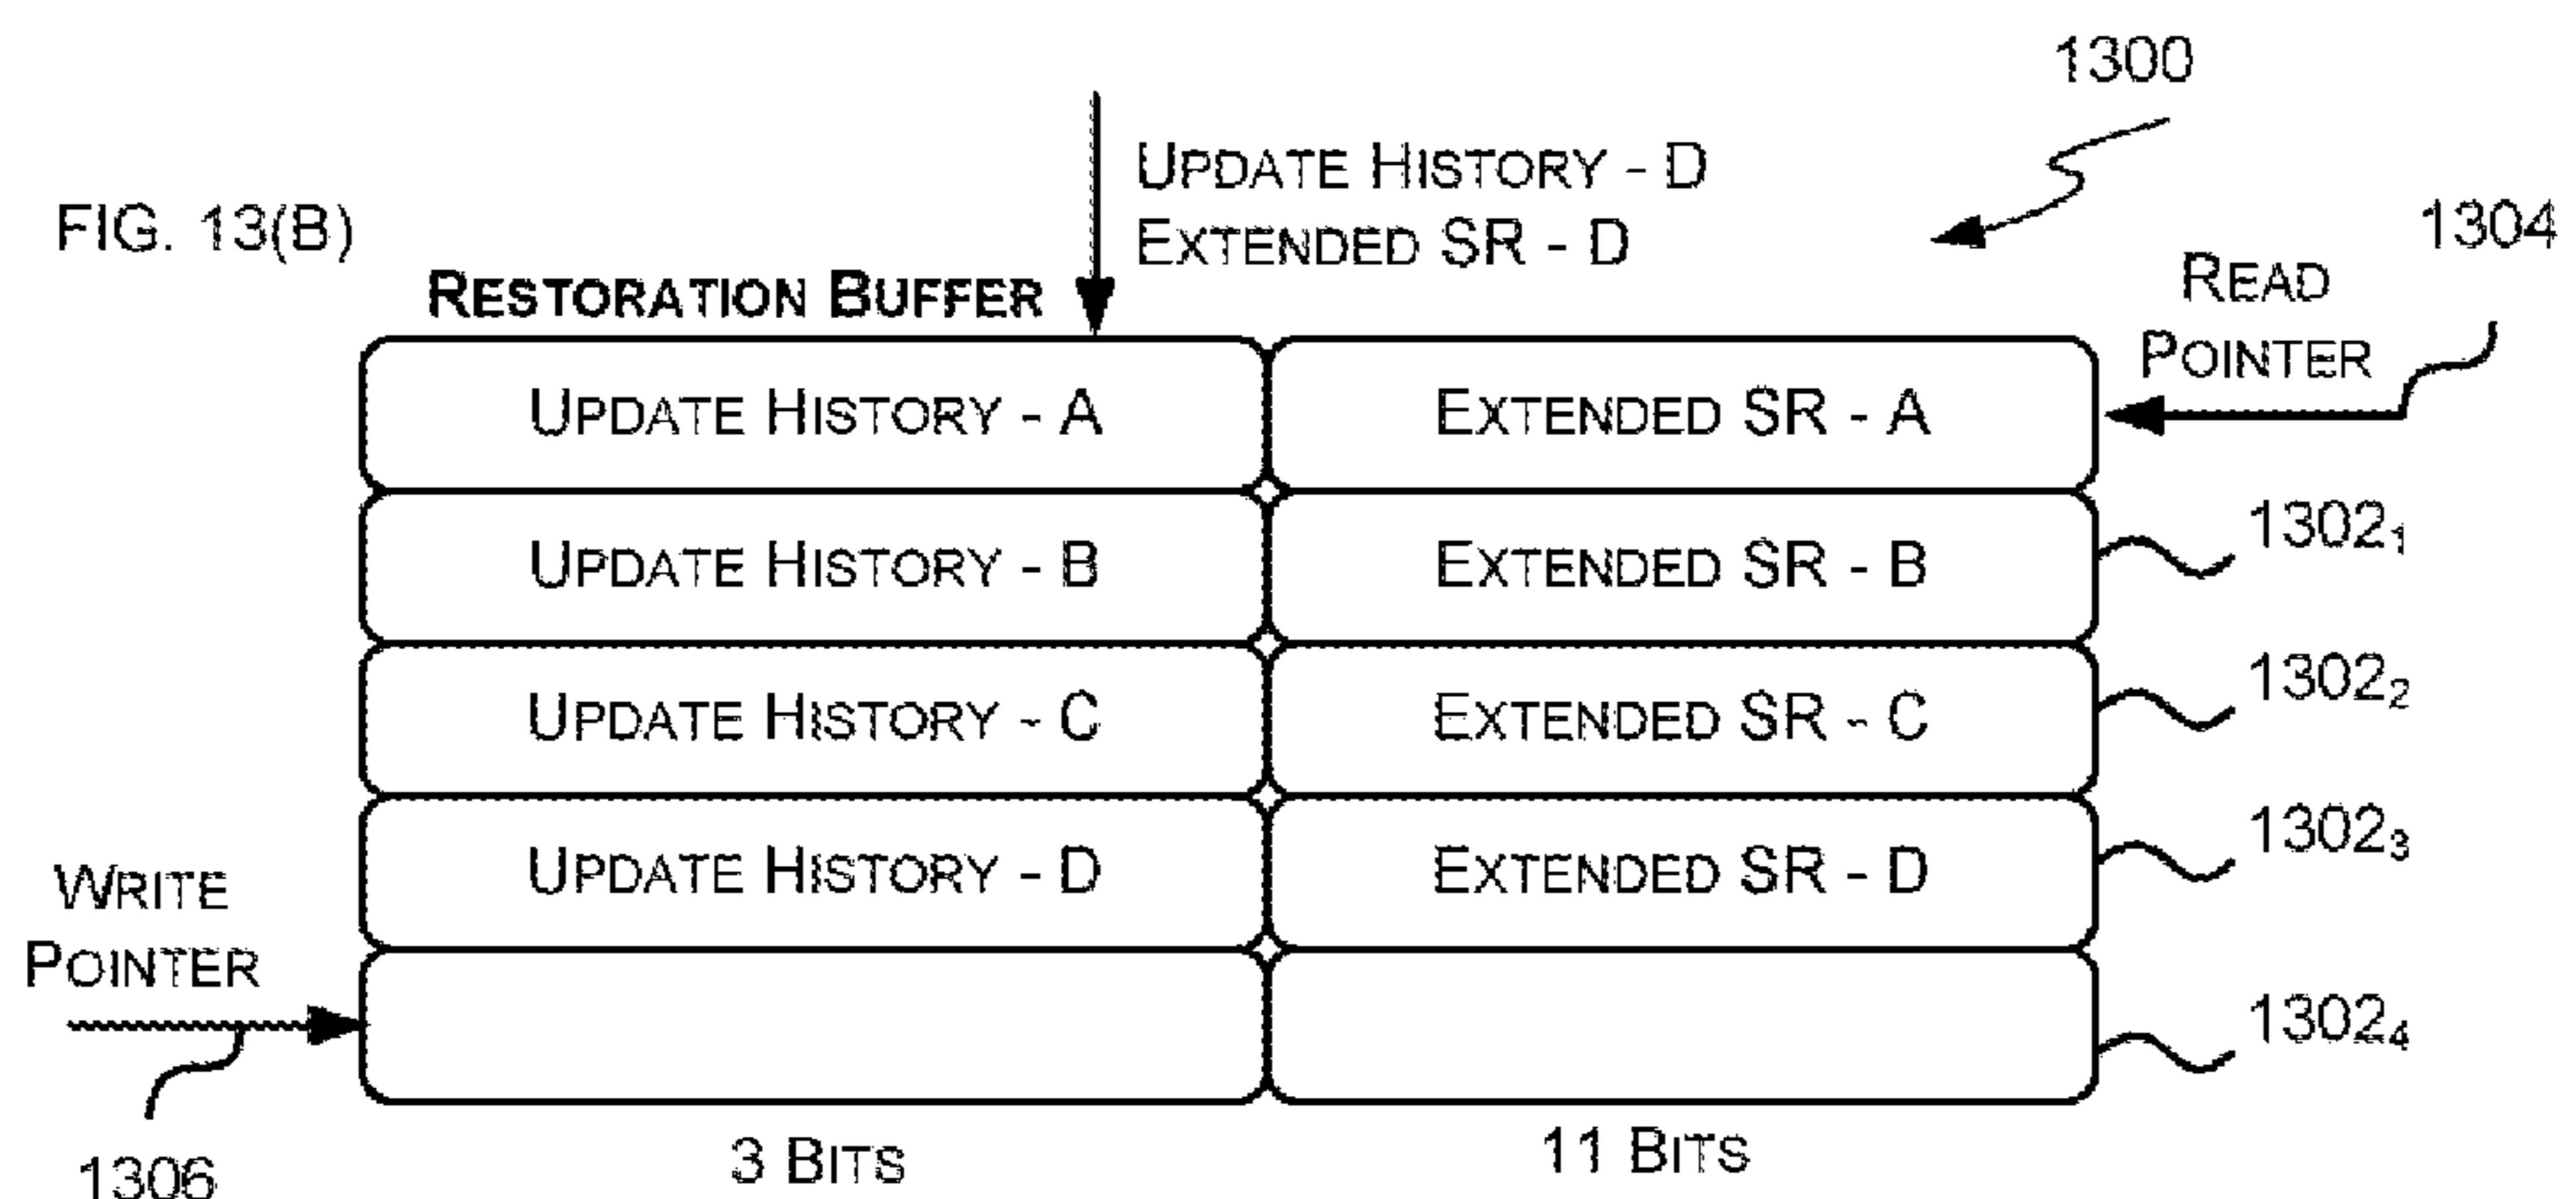 1300
UPDATE HISTORY - D
EXTENDED SR - D
FIG. 13(B)
1304
READ
POINTER
RESTORATION BUFFER
UPDATE HISTORY - A EXTENDED SR - A
UPDATE HISTORY - B EXTENDED SR - B
1302₁
UPDATE HISTORY - C EXTENDED SR - C
1302₂
UPDATE HISTORY - D EXTENDED SR - D
1302₃
WRITE
POINTER
1302₄
1306
3 BITS
11 BITS